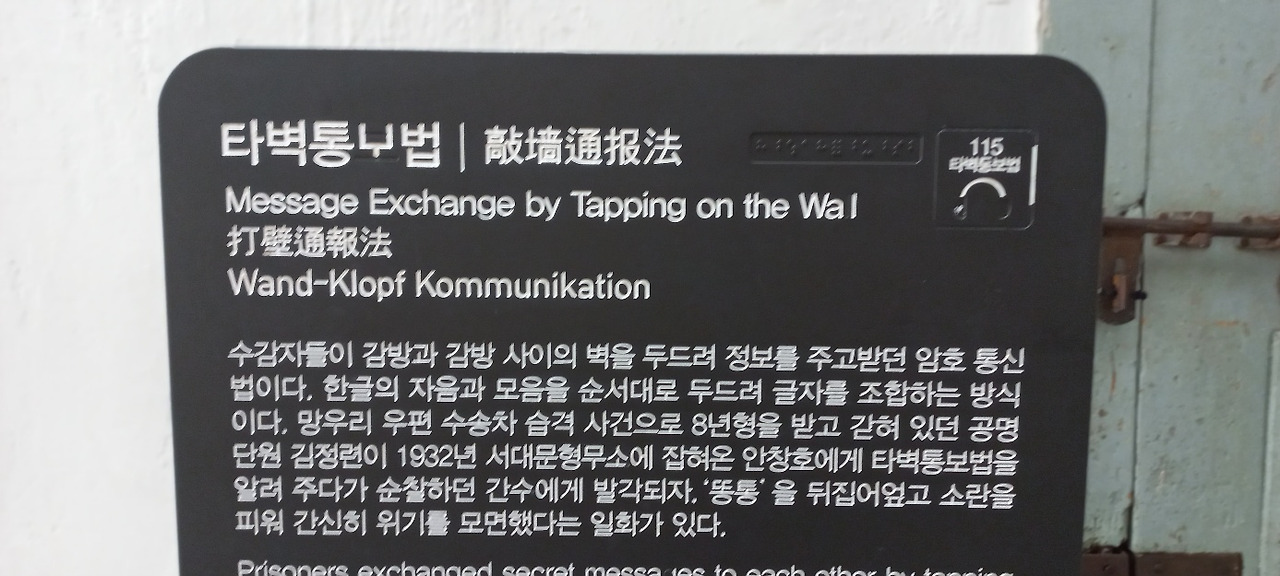 타벽통보법 | 敲墙通报法
115
타벽통보법
Message Exchange by Tapping on the Wal
打壁通報法
Wand-Klopf Kommunikation
수감자들이 감방과 감방 사이의 벽을 두드려 정보를 주고받던 암호 통신
법이다. 한글의 자음과 모음을 순서대로 두드려 글자를 조합하는 방식
이다. 망우리 우편 수송차 습격 사건으로 8년형을 받고 갇혀 있던 공명
단원 김정련이 1932년 서대문형무소에 잡혀온 안창호에게 타벽통보법을
알려 주다가 순찰하던 간수에게 발각되자, '똥통' 을 뒤집어엎고 소란을
피워 간신히 위기를 모면했다는 일화가 있다.
Prisoners exchanged secret messages to each other by tapping